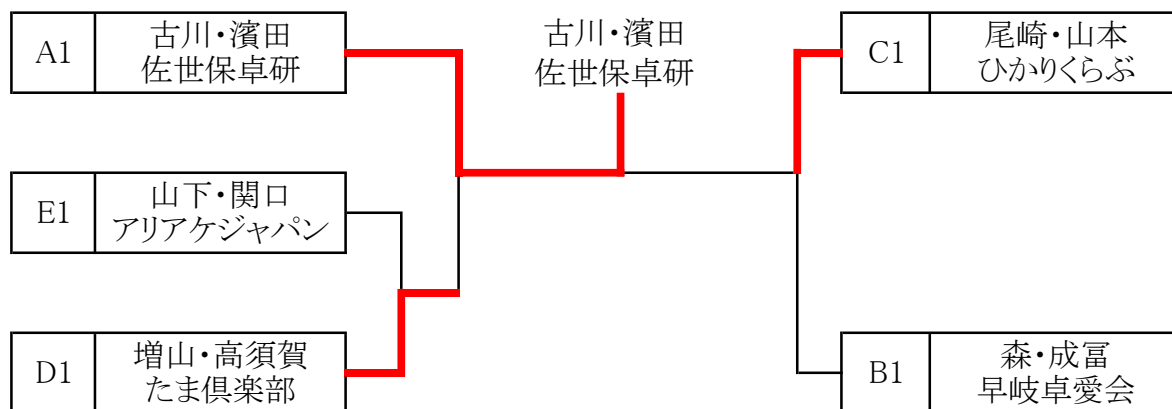 A1
古川・濱田
佐世保卓研
E1
山下・関口
アリアケジャパン
D1
増山・高須賀
たま倶楽部
古川・濱田
佐世保卓研
C1
尾崎・山本
ひかりくらぶ
B1
森・成冨
早岐卓愛会